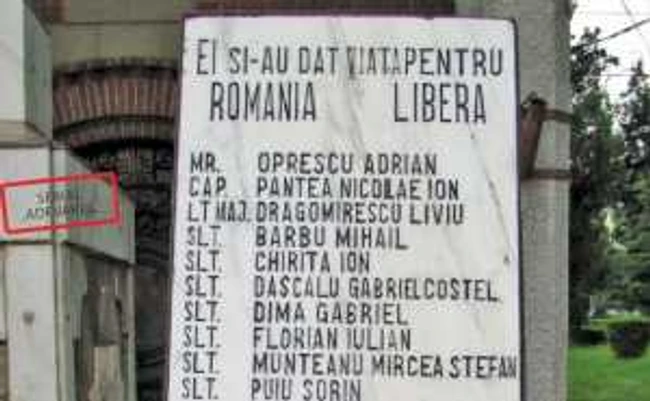 EI SI-AU DAT VIATA PENTRU
ROMANIA LIBERA
MR. OPRESCU ADRIAN
CAP. PANTEA NICOLAE ION
LT MAJ. DRAGOMIRESCU LIVIU
SLT. BARBU MIHAIL
SLT. CHIRITA ION
SLT. DASCALU GABRIEL COSTEL
SLT. DIMA GABRIEL
SLT. FLORIAN IULIAN
SLT. MUNTEANU MIRCEA STEFAN
SLT. PUIU SORIN